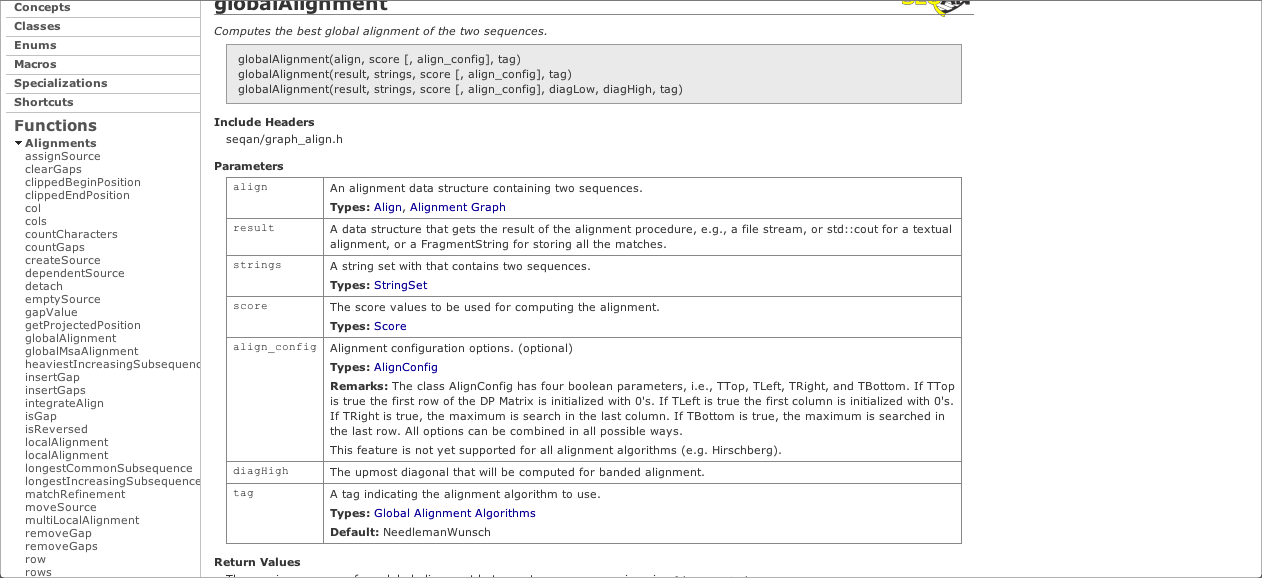 Concepts
Classes
Enums
Macros
Specializations
Shortcuts
Functions
Alignments
assignSource
clearGaps
clippedBeginPosition
clippedEndPosition
col
cols
countCharacters
countGaps
createSource
dependentSource
detach
emptySource
gapValue
getProjectedPosition
globalAlignment
globalMsaAlignment
heaviestIncreasingSubsequenc
insertGap
insertGaps
integrateAlign
isGap
isReversed
localAlignment
localAlignment
longestCommonSubsequence
longestIncreasingSubsequence
matchRefinement
moveSource
multiLocalAlignment
removeGap
removeGaps
row
rows
globalAlignment
Computes the best global alignment of the two sequences.
globalAlignment(align, score [, align_config], tag)
globalAlignment(result, strings, score [, align_config], tag)
globalAlignment(result, strings, score [, align_config], diagLow, diagHigh, tag)
Include Headers
seqan/graph_align.h
Parameters
align
An alignment data structure containing two sequences.
Types: Align, Alignment Graph
result
A data structure that gets the result of the alignment procedure, e.g., a file stream, or std::cout for a textual
alignment, or a FragmentString for storing all the matches.
strings
A string set with that contains two sequences.
Types: StringSet
score
The score values to be used for computing the alignment.
Types: Score
align_config
Alignment configuration options. (optional)
Types: AlignConfig
Remarks: The class AlignConfig has four boolean parameters, i.e., TTop, TLeft, TRight, and TBottom. If TTop
is true the first row of the DP Matrix is initialized with 0's. If TLeft is true the first column is initialized with 0's.
If TRight is true, the maximum is search in the last column. If TBottom is true, the maximum is searched in
the last row. All options can be combined in all possible ways.
This feature is not yet supported for all alignment algorithms (e.g. Hirschberg).
diagHigh
The upmost diagonal that will be computed for banded alignment.
tag
A tag indicating the alignment algorithm to use.
Types: Global Alignment Algorithms
Default: NeedlemanWunsch
Return Values